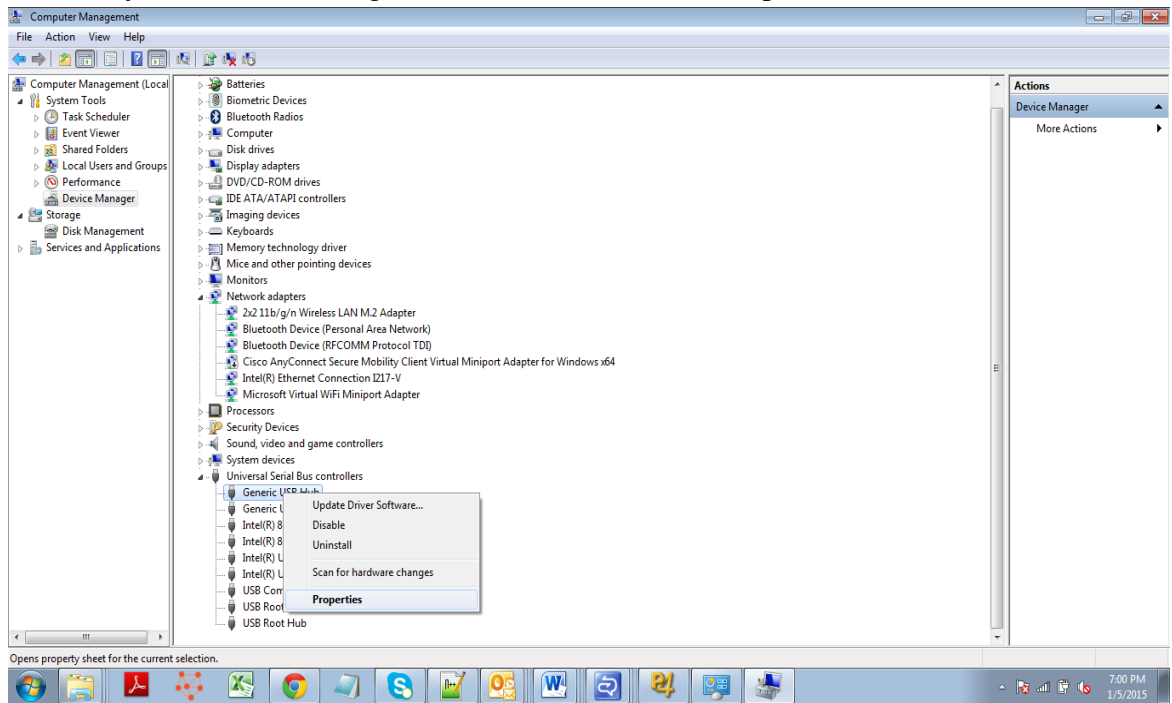 Computer Management
File Action View Help
Computer Management (Local
System Tools
Task Scheduler
Event Viewer
Shared Folders
Local Users and Groups
Performance
Device Manager
Storage
Disk Management
Services and Applications
Batteries
Biometric Devices
Bluetooth Radios
Computer
Disk drives
Display adapters
DVD/CD-ROM drives
IDE ATA/ATAPI controllers
Imaging devices
Keyboards
Memory technology driver
Mice and other pointing devices
Monitors
Network adapters
2x2 11b/g/n Wireless LAN M.2 Adapter
Bluetooth Device (Personal Area Network)
Bluetooth Device (RFCOMM Protocol TDI)
Cisco AnyConnect Secure Mobility Client Virtual Miniport Adapter for Windows x64
Intel(R) Ethernet Connection I217-V
Microsoft Virtual WiFi Miniport Adapter
Processors
Security Devices
Sound, video and game controllers
System devices
Universal Serial Bus controllers
Generic USB Hub
Generic U
Intel(R) 8
Intel(R) 8
Intel(R) U
Intel(R) U
USB Com
USB Root
USB Root Hub
Update Driver Software...
Disable
Uninstall
Scan for hardware changes
Properties
Actions
Device Manager
More Actions
Opens property sheet for the current selection.
7:00 PM
1/5/2015